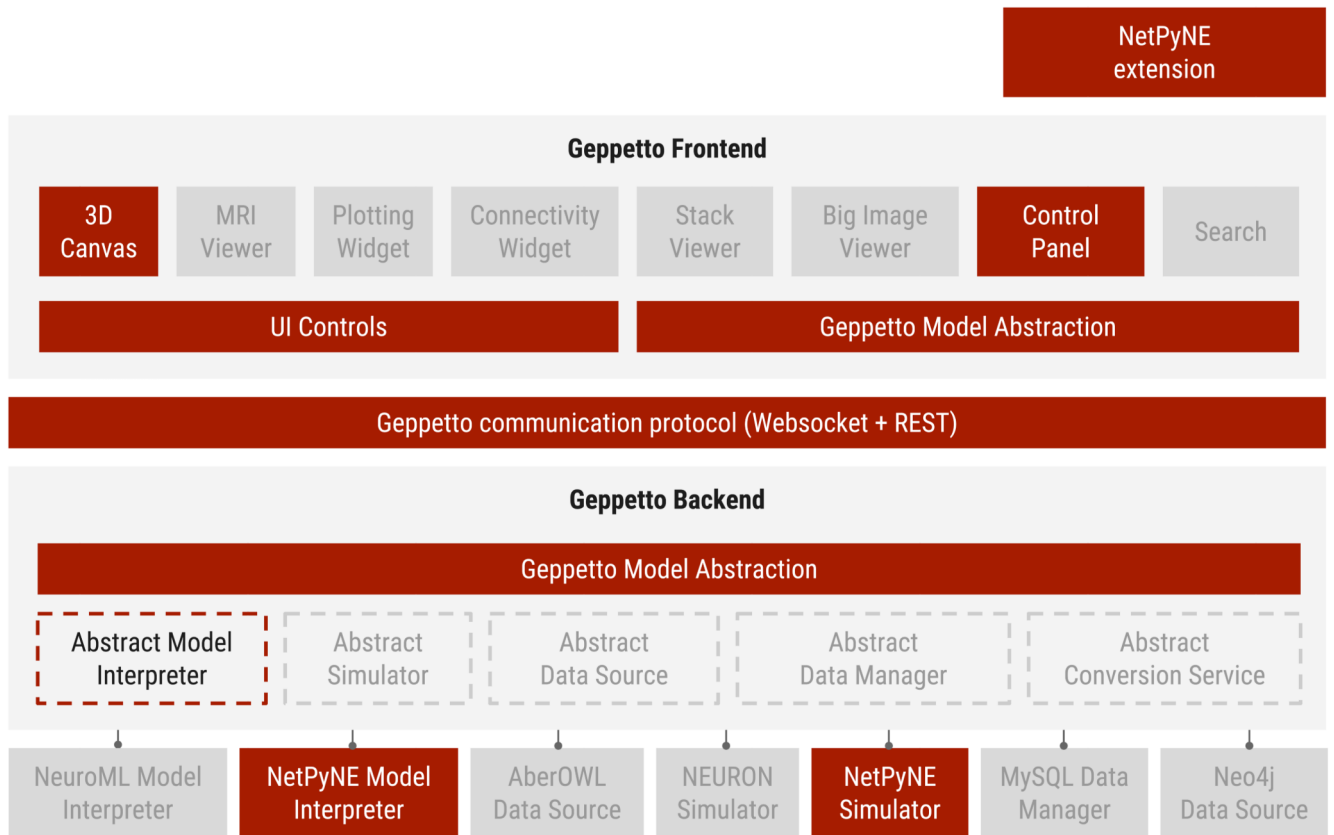 NetPyNE
extension
Geppetto Frontend
3D
Canvas
MRI
Viewer
Plotting
Widget
Connectivity
Widget
Stack
Viewer
Big Image
Viewer
Control
Panel
Search
UI Controls
Geppetto Model Abstraction
Geppetto communication protocol (Websocket + REST)
Geppetto Backend
Geppetto Model Abstraction
Abstract Model
Interpreter
Abstract
Simulator
Abstract
Data Source
Abstract
Data Manager
Abstract
Conversion Service
NeuroML Model
Interpreter
NetPyNE Model
Interpreter
AberOWL
Data Source
NEURON
Simulator
NetPyNE
Simulator
MySQL Data
Manager
Neo4j
Data Source